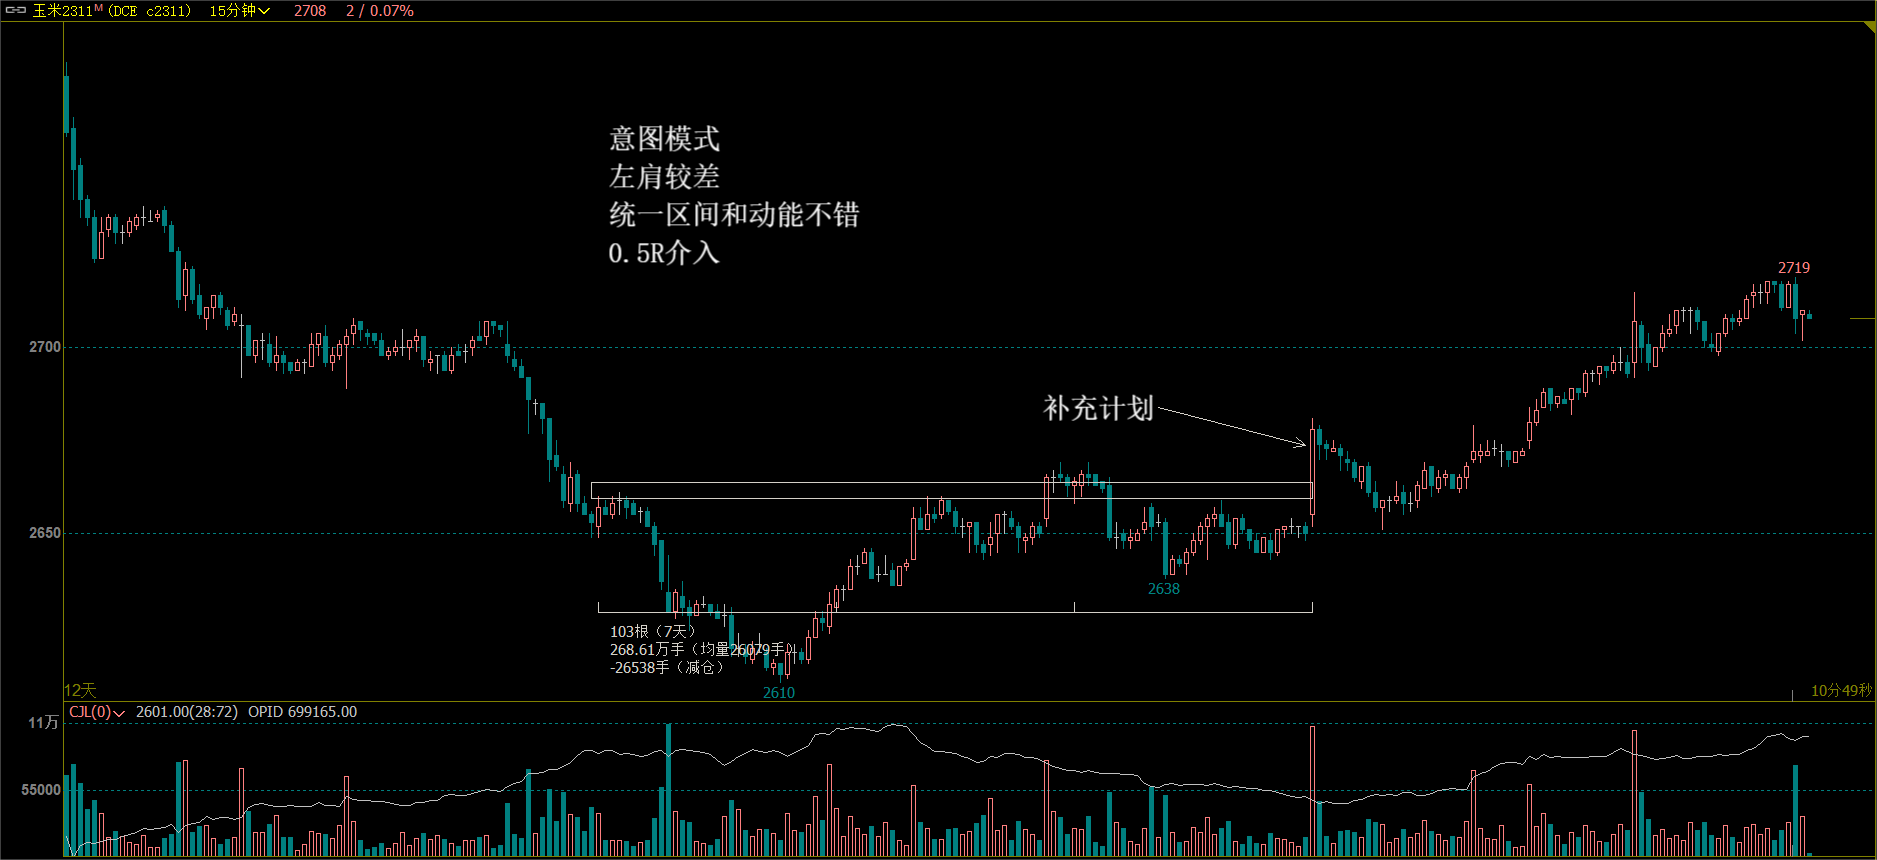 玉米2311M(DCE c2311) 15分钟 2708 2 / 0.07%
意图模式
左肩较差
统一区间和动能不错
0.5R介入
2719
2700
补充计划
2650
2638
103根（7天）
268.61万手（均量26079手）
-26538手（减仓）
12天
2610
10分49秒
CJL(0) 2601.00(28:72) OPID 699165.00
11万
55000